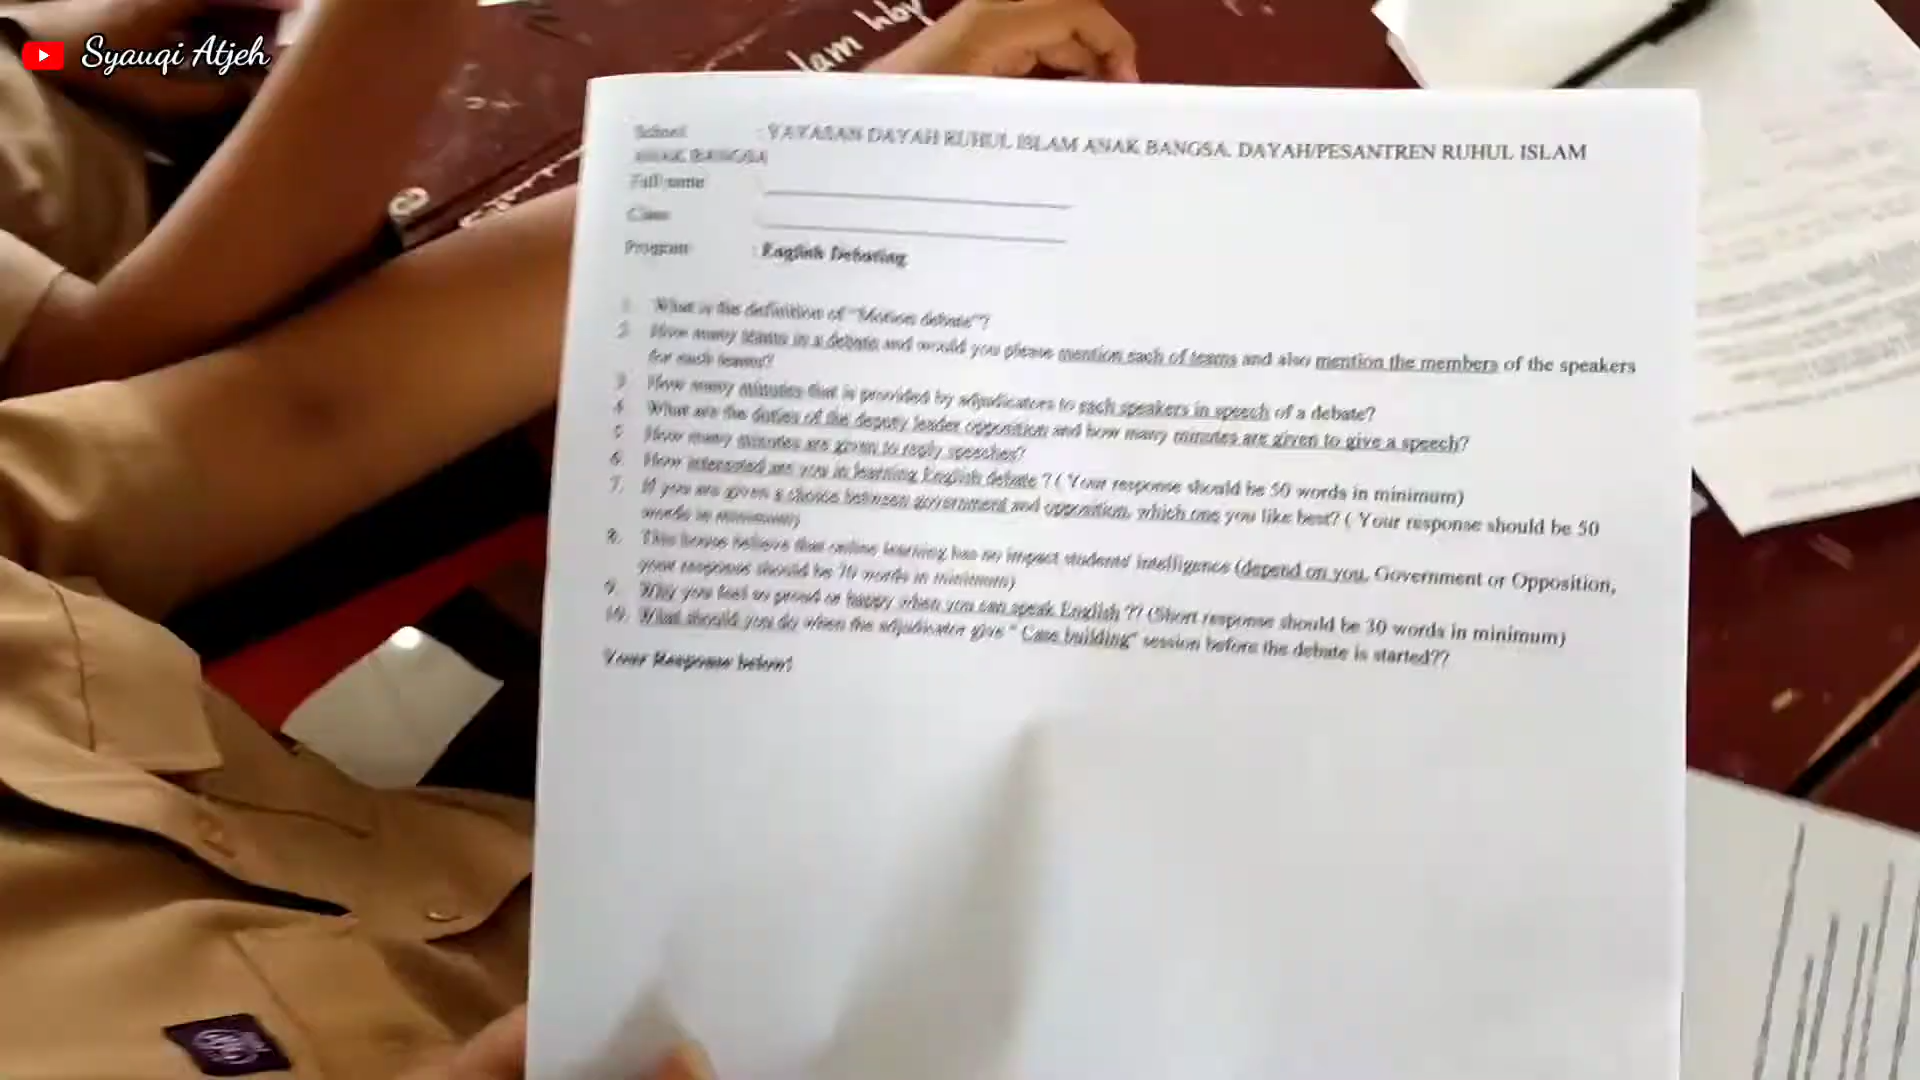 Syauqi Atjeh
lam hby
School : YAYASAN DAYAH RUHUL ISLAM ANAK BANGSA, DAYAH/PESANTREN RUHUL ISLAM
ANAK BANGSA
Full name
Class
Program : English Debating
1. What is the definition of "Motion debate"?
2. How many teams in a debate and would you please mention each of teams and also mention the members of the speakers
for each teams?
3. How many minutes that is provided by adjudicators to each speakers in speech of a debate?
4. What are the duties of the deputy leader opposition and how many minutes are given to give a speech?
5. How many minutes are given to reply speeches?
6. How interested are you in learning English debate ? ( Your response should be 50 words in minimum)
7. If you are given a choice between government and opposition, which one you like best? ( Your response should be 50
words in minimum)
8. This house believe that online learning has no impact students' intelligence (depend on you, Government or Opposition,
your response should be 70 words in minimum)
9. Why you feel so proud or happy when you can speak English ?? (Short response should be 30 words in minimum)
10. What should you do when the adjudicator give " Case building" session before the debate is started??
Your Response below!